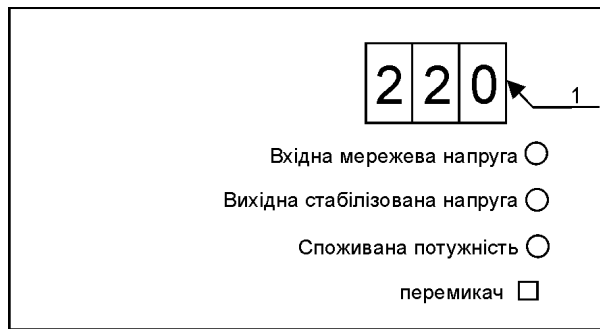 220
1
Вхідна мережева напруга
Вихідна стабілізована напруга
Споживана потужність
перемикач